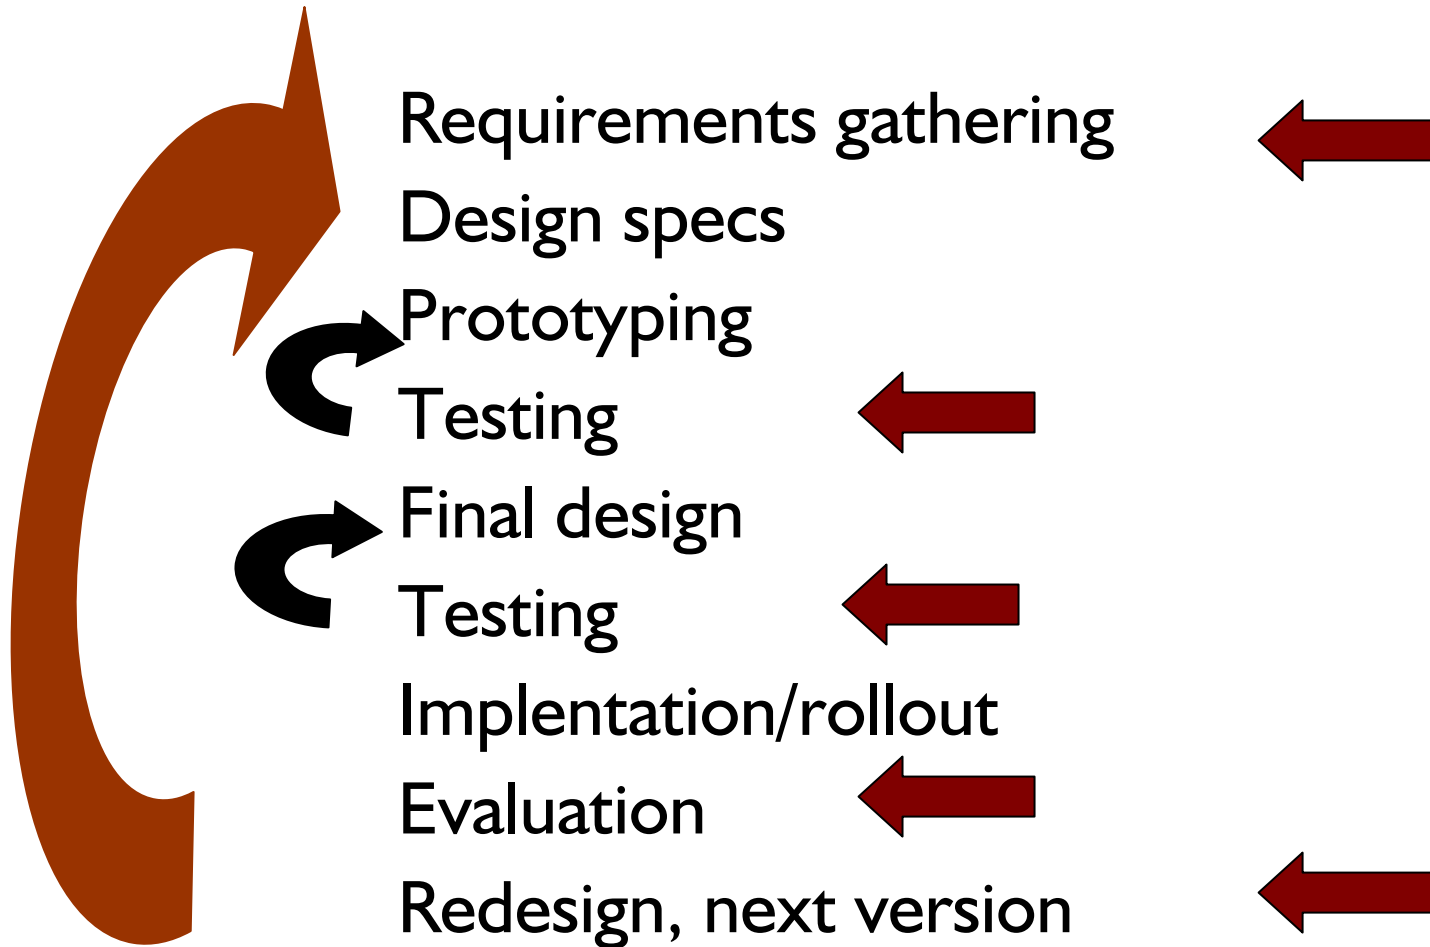 Requirements gathering
Design specs
Prototyping
Testing
Final design
Testing
Implentation/rollout
Evaluation
Redesign, next version